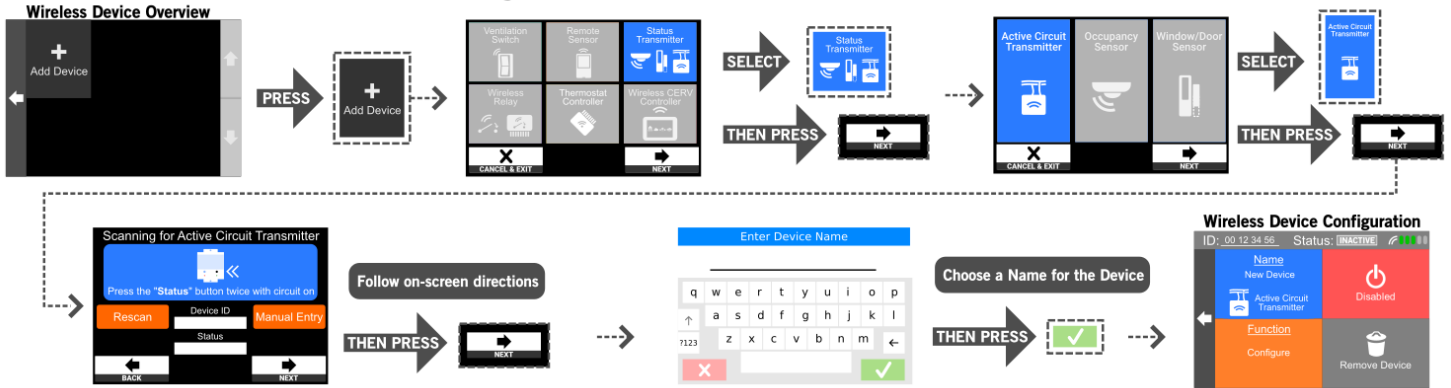 Wireless Device Overview
+
Add Device
PRESS
+
Add Device
Ventilation
Switch
Remote
Sensor
Status
Transmitter
Wireless
Relay
Thermostat
Controller
Wireless CERV
Controller
CANCEL & EXIT
NEXT
SELECT
Status
Transmitter
THEN PRESS
NEXT
Active Circuit
Transmitter
Occupancy
Sensor
Window/Door
Sensor
CANCEL & EXIT
NEXT
SELECT
Active Circuit
Transmitter
THEN PRESS
NEXT
Scanning for Active Circuit Transmitter
Press the "Status" button twice with circuit on
Rescan
Device ID
Manual Entry
Status
BACK
NEXT
Follow on-screen directions
THEN PRESS
NEXT
Enter Device Name
q w e r t y u i o p
a s d f g h j k l
?123 z x c v b n m
Choose a Name for the Device
THEN PRESS
Wireless Device Configuration
ID: 00 12 34 56 Status: INACTIVE
Name
New Device
Active Circuit
Transmitter
Disabled
Function
Configure
Remove Device